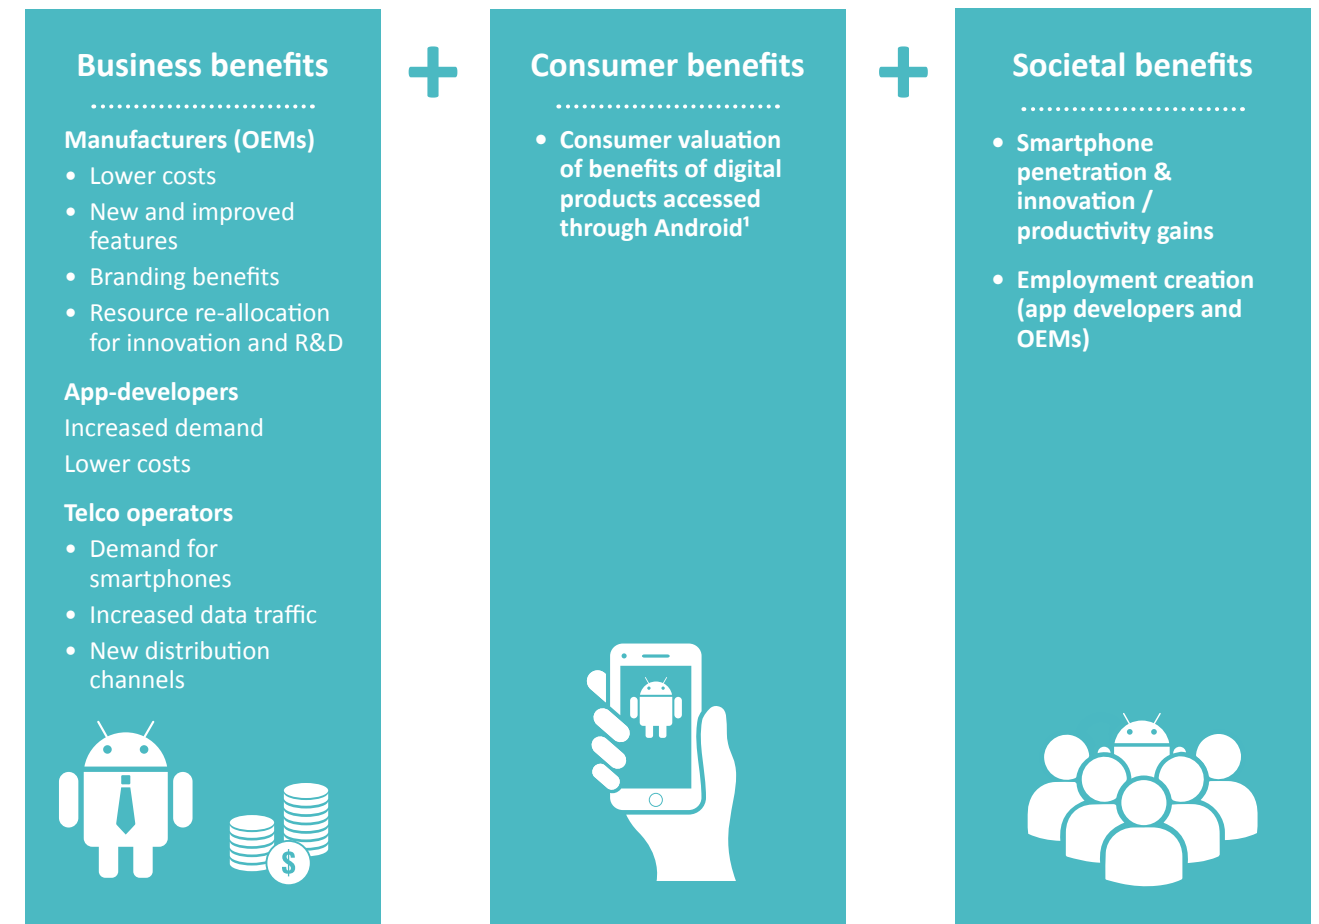 Business benefits
Manufacturers (OEMs)
• Lower costs
• New and improved
features
• Branding benefits
• Resource re-allocation
for innovation and R&D
App-developers
Increased demand
Lower costs
Telco operators
• Demand for
smartphones
• Increased data traffic
• New distribution
channels
$
+
Consumer benefits
• Consumer valuation
of benefits of digital
products accessed
through Android¹
+
Societal benefits
• Smartphone
penetration &
innovation /
productivity gains
• Employment creation
(app developers and
OEMs)